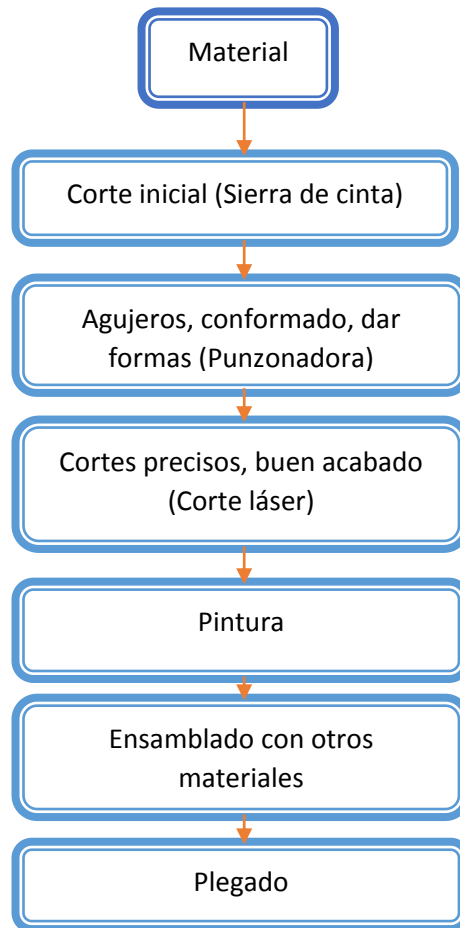 Material
Corte inicial (Sierra de cinta)
Agujeros, conformado, dar
formas (Punzonadora)
Cortes precisos, buen acabado
(Corte láser)
Pintura
Ensamblado con otros
materiales
Plegado